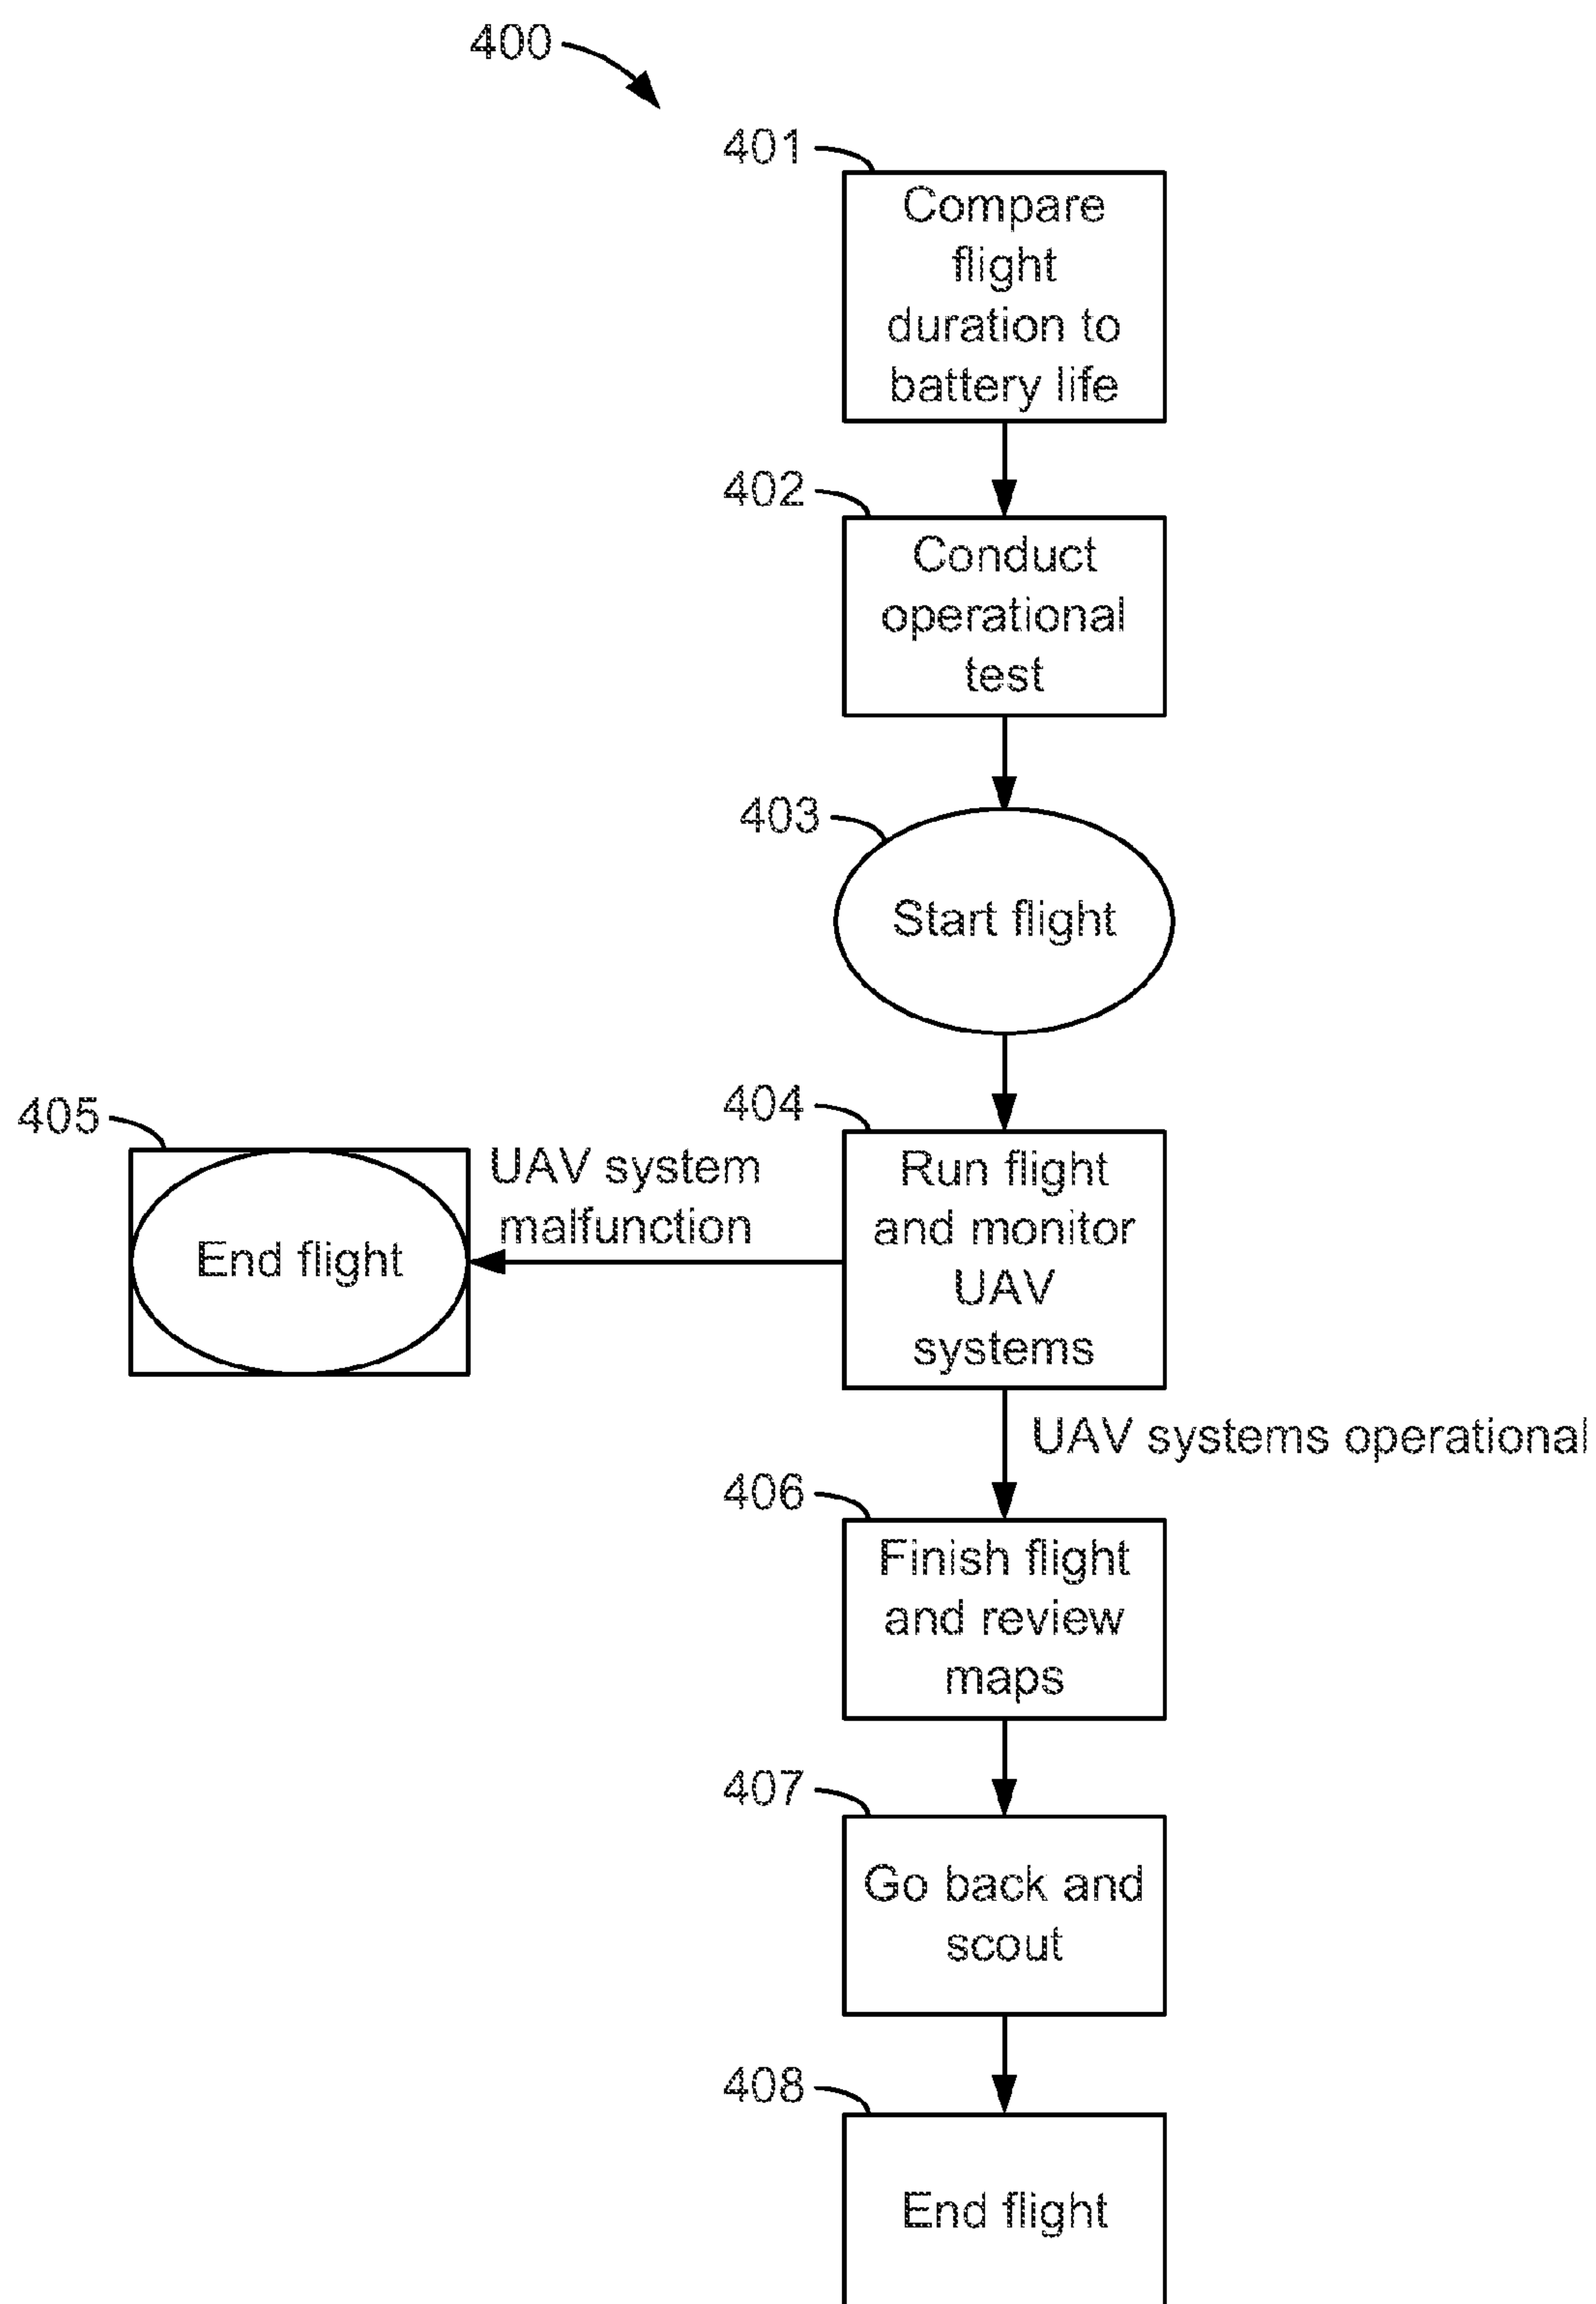 400
401
Compare
flight
duration to
battery life
402
Conduct
operational
test
403
Start flight
404
Run flight
and monitor
UAV
systems
405
End flight
UAV system
malfunction
UAV systems operational
406
Finish flight
and review
maps
407
Go back and
scout
408
End flight